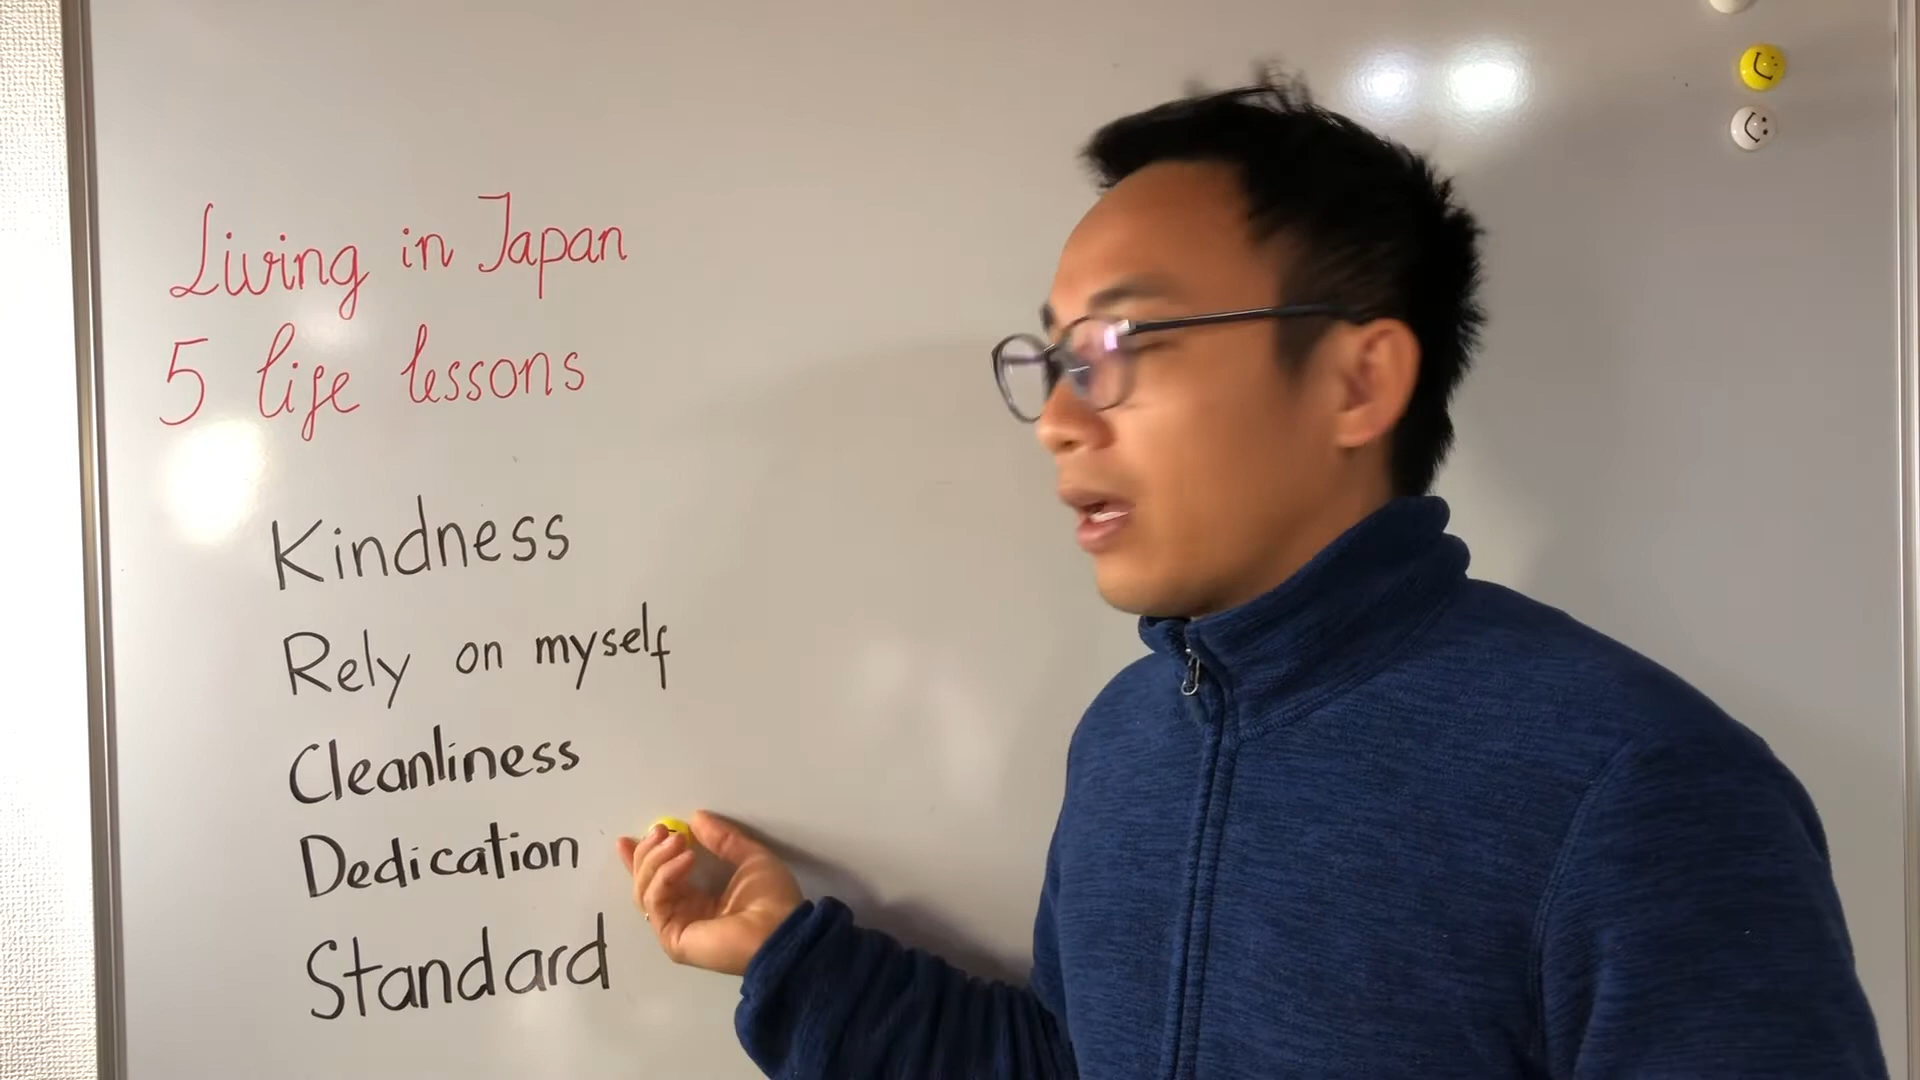 Living in Japan
5 life lessons
Kindness
Rely on myself
Cleanliness
Dedication
Standard